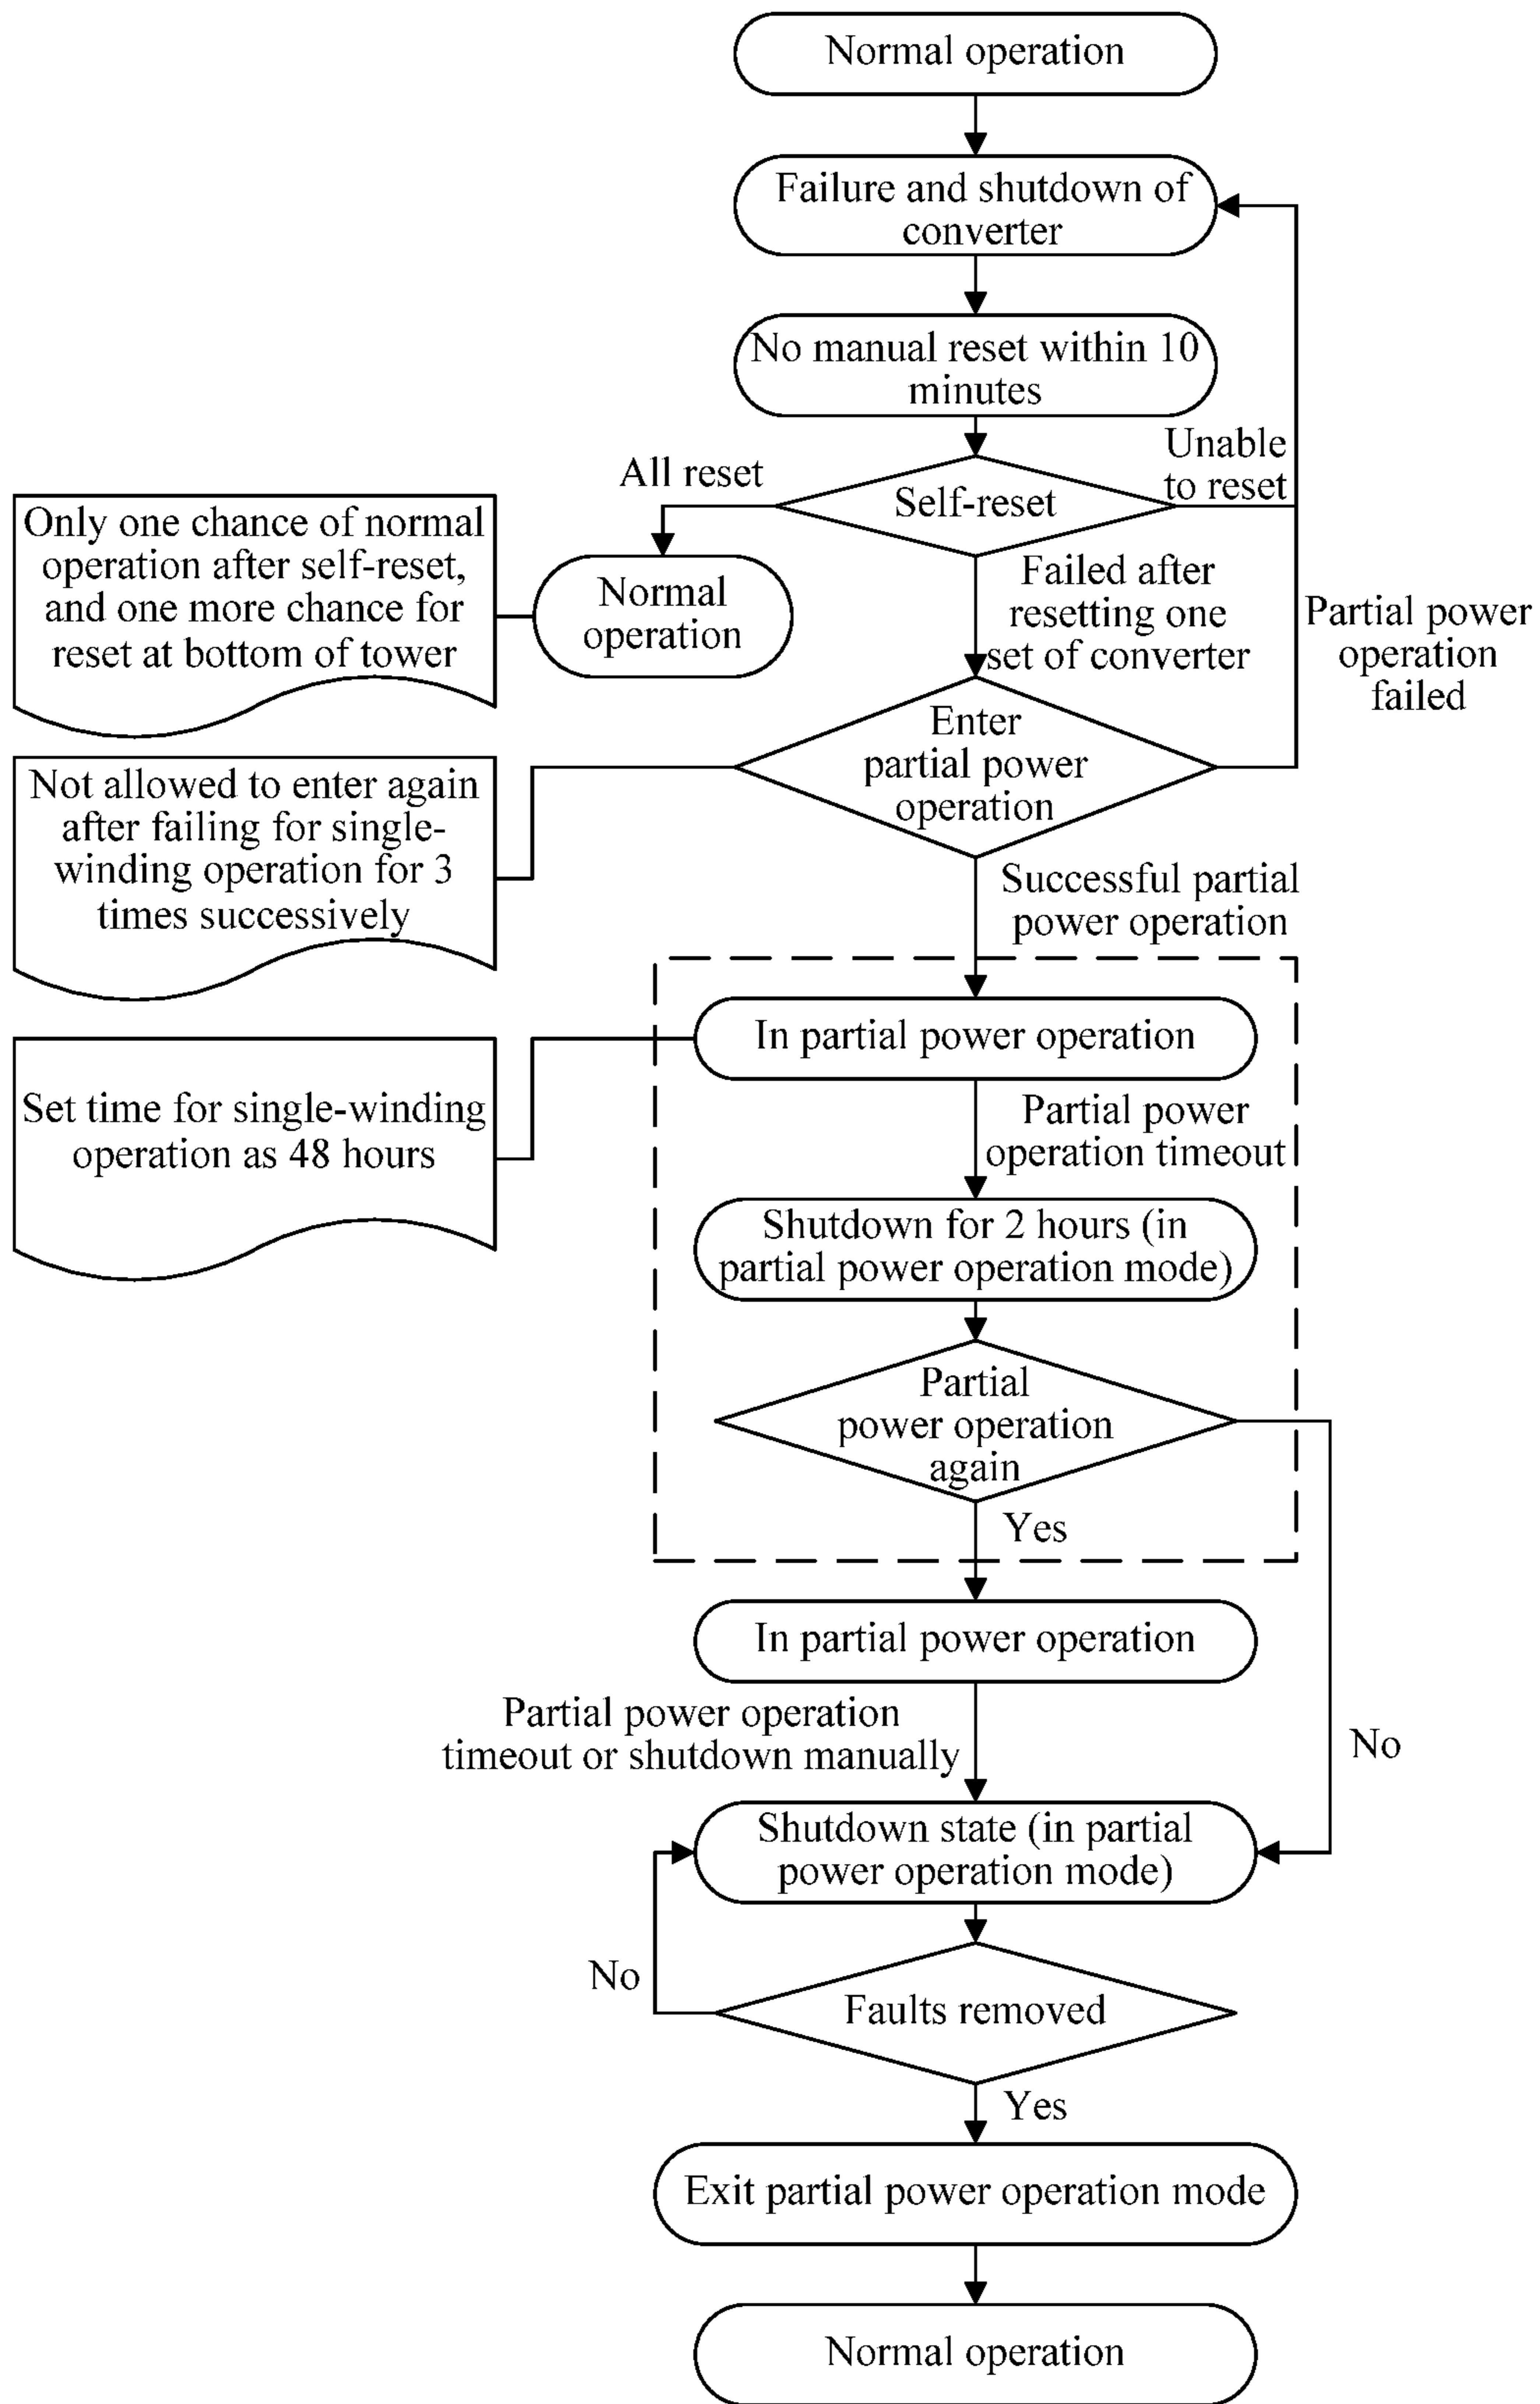 Normal operation
Failure and shutdown of
converter
No manual reset within 10
minutes
Unable
to reset
All reset
Self-reset
Only one chance of normal
operation after self-reset,
and one more chance for
reset at bottom of tower
Normal
operation
Failed after
resetting one
set of converter
Partial power
operation
failed
Enter
partial power
operation
Not allowed to enter again
after failing for single-
winding operation for 3
times successively
Successful partial
power operation
In partial power operation
Set time for single-winding
operation as 48 hours
Partial power
operation timeout
Shutdown for 2 hours (in
partial power operation mode)
Partial
power operation
again
Yes
In partial power operation
Partial power operation
timeout or shutdown manually
No
Shutdown state (in partial
power operation mode)
No
Faults removed
Yes
Exit partial power operation mode
Normal operation